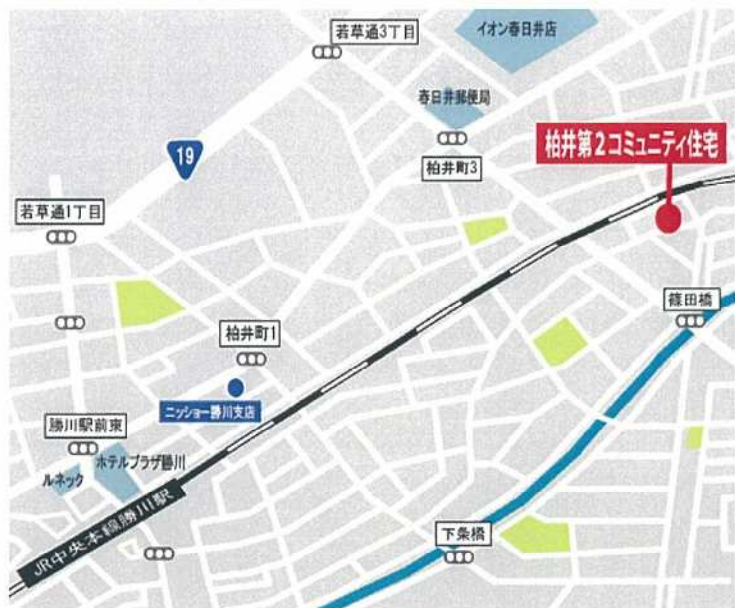 若草通3丁目
イオン春日井店
春日井郵便局
19
柏井第2コミュニティ住宅
柏井町3
若草通1丁目
篠田橋
柏井町1
ニッショー勝川支店
勝川駅前東
ホテルプラザ勝川
ルネック
JR中央本線勝川駅
下条橋